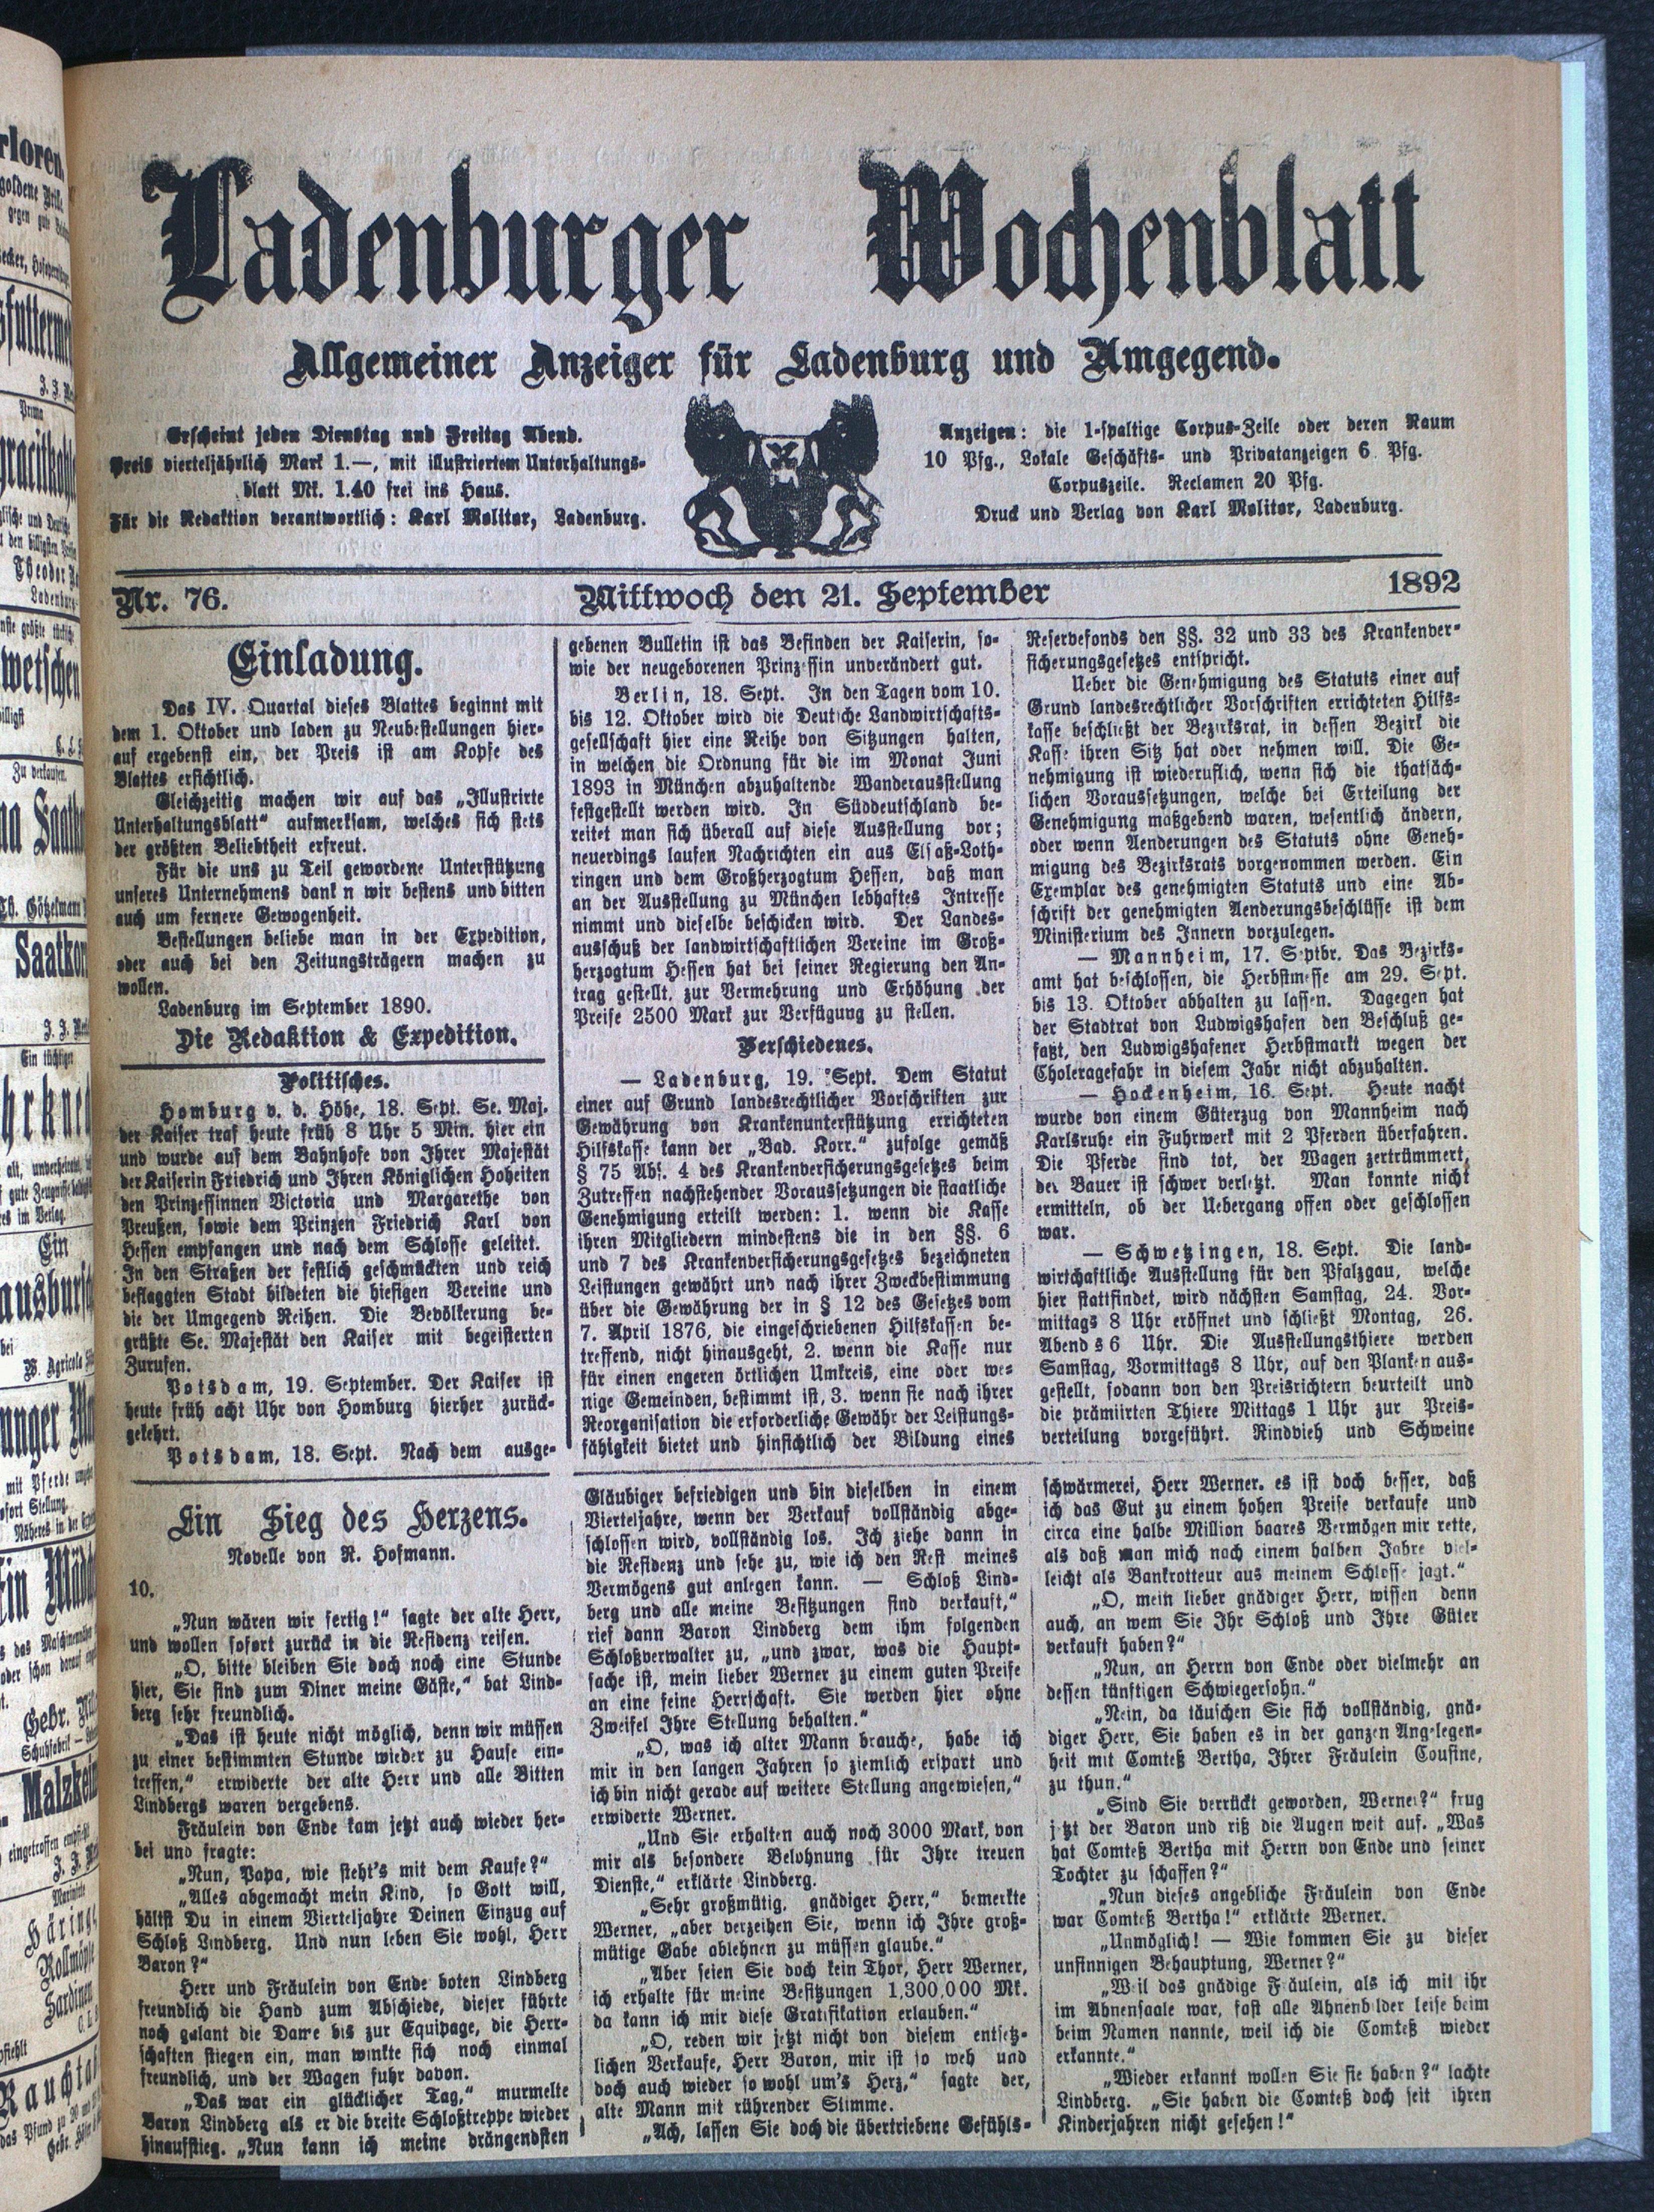 Ladenburger Wochenblatt
Allgemeiner Anzeiger für Ladenburg und Umgegend.
Erscheint jeden Dienstag und Freitag Abend.
Preis vierteljährlich Mark 1.—, mit illustriertem Unterhaltungs-
blatt Mk. 1.40 frei ins Haus.
Für die Redaktion verantwortlich: Karl Molitor, Ladenburg.
Anzeigen: die 1-spaltige Corpus-Zeile oder deren Raum
10 Pfg., Lokale Geschäfts- und Privatanzeigen 6 Pfg.
Corpuszeile. Reclamen 20 Pfg.
Druck und Verlag von Karl Molitor, Ladenburg.
Nr. 76. Mittwoch den 21. September 1892
Einladung.
Das IV. Quartal dieses Blattes beginnt mit
dem 1. Oktober und laden zu Neubestellungen hier-
auf ergebenst ein, der Preis ist am Kopfe des
Blattes ersichtlich.
Gleichzeitig machen wir auf das „Illustrirte
Unterhaltungsblatt“ aufmerksam, welches sich stets
der größten Beliebtheit erfreut.
Für die uns zu Teil gewordene Unterstützung
unseres Unternehmens dank n wir bestens und bitten
auch um fernere Gewogenheit.
Bestellungen beliebe man in der Expedition,
oder auch bei den Zeitungsträgern machen zu
wollen.
Ladenburg im September 1890.
Die Redaktion & Expedition.
Politisches.
Homburg v. d. Höhe, 18. Sept. Se. Maj.
der Kaiser traf heute früh 8 Uhr 5 Min. hier ein
und wurde auf dem Bahnhofe von Ihrer Majestät
der Kaiserin Friedrich und Ihren Königlichen Hoheiten
den Prinzessinnen Victoria und Margarethe von
Preußen, sowie dem Prinzen Friedrich Karl von
Hessen empfangen und nach dem Schlosse geleitet.
In den Straßen der festlich geschmückten und reich
beflaggten Stadt bildeten die hiesigen Vereine und
die der Umgegend Reihen. Die Bevölkerung be-
grüßte Se. Majestät den Kaiser mit begeisterten
Zurufen.
Potsdam, 19. September. Der Kaiser ist
heute früh acht Uhr von Homburg hierher zurück-
gekehrt.
Potsdam, 18. Sept. Nach dem ausge-
gebenen Bulletin ist das Befinden der Kaiserin, so-
wie der neugeborenen Prinzessin unverändert gut.
Berlin, 18. Sept. In den Tagen vom 10.
bis 12. Oktober wird die Deutsche Landwirtschafts-
gesellschaft hier eine Reihe von Sitzungen halten,
in welchen die Ordnung für die im Monat Juni
1893 in München abzuhaltende Wanderausstellung
festgestellt werden wird. In Süddeutschland be-
reitet man sich überall auf diese Ausstellung vor;
neuerdings laufen Nachrichten ein aus Elsaß-Loth-
ringen und dem Großherzogtum Hessen, daß man
an der Ausstellung zu München lebhaftes Intresse
nimmt und dieselbe beschicken wird. Der Landes-
ausschuß der landwirtschaftlichen Vereine im Groß-
herzogtum Hessen hat bei seiner Regierung den An-
trag gestellt, zur Vermehrung und Erhöhung der
Preise 2500 Mark zur Verfügung zu stellen.
Verschiedenes.
— Ladenburg, 19. Sept. Dem Statut
einer auf Grund landesrechtlicher Vorschriften zur
Gewährung von Krankenunterstützung errichteten
Hilfskasse kann der „Bad. Korr.“ zufolge gemäß
§ 75 Abs. 4 des Krankenversicherungsgesetzes beim
Zutreffen nachstehender Voraussetzungen die staatliche
Genehmigung erteilt werden: 1. wenn die Kasse
ihren Mitgliedern mindestens die in den §§. 6
und 7 des Krankenversicherungsgesetzes bezeichneten
Leistungen gewährt und nach ihrer Zweckbestimmung
über die Gewährung der in § 12 des Gesetzes vom
7. April 1876, die eingeschriebenen Hilfskassen be-
treffend, nicht hinausgeht, 2. wenn die Kasse nur
für einen engeren örtlichen Umkreis, eine oder we-
nige Gemeinden, bestimmt ist, 3. wenn sie nach ihrer
Reorganisation die erforderliche Gewähr der Leistungs-
fähigkeit bietet und hinsichtlich der Bildung eines
Reservefonds den §§. 32 und 33 des Krankenver-
sicherungsgesetzes entspricht.
Ueber die Genehmigung des Statuts einer auf
Grund landesrechtlicher Vorschriften errichteten Hilfs-
kasse beschließt der Bezirksrat, in dessen Bezirk die
Kasse ihren Sitz hat oder nehmen will. Die Ge-
nehmigung ist wiederruflich, wenn sich die thatsäch-
lichen Voraussetzungen, welche bei Erteilung der
Genehmigung maßgebend waren, wesentlich ändern,
oder wenn Aenderungen des Statuts ohne Geneh-
migung des Bezirksrats vorgenommen werden. Ein
Exemplar des genehmigten Statuts und eine Ab-
schrift der genehmigten Aenderungsbeschlüsse ist dem
Ministerium des Innern vorzulegen.
— Mannheim, 17. Septbr. Das Bezirks-
amt hat beschlossen, die Herbstmesse am 29. Sept.
bis 13. Oktober abhalten zu lassen. Dagegen hat
der Stadtrat von Ludwigshafen den Beschluß ge-
faßt, den Ludwigshafener Herbstmarkt wegen der
Choleragefahr in diesem Jahr nicht abzuhalten.
— Hockenheim, 16. Sept. Heute nacht
wurde von einem Güterzug von Mannheim nach
Karlsruhe ein Fuhrwerk mit 2 Pferden überfahren.
Die Pferde sind tot, der Wagen zertrümmert,
der Bauer ist schwer verletzt. Man konnte nicht
ermitteln, ob der Uebergang offen oder geschlossen
war.
— Schwetzingen, 18. Sept. Die land-
wirtschaftliche Ausstellung für den Pfalzgau, welche
hier stattfindet, wird nächsten Samstag, 24. Vor-
mittags 8 Uhr eröffnet und schließt Montag, 26.
Abend s 6 Uhr. Die Ausstellungsthiere werden
Samstag, Vormittags 8 Uhr, auf den Planken aus-
gestellt, sodann von den Preisrichtern beurteilt und
die prämiirten Thiere Mittags 1 Uhr zur Preis-
verteilung vorgeführt. Rindvieh und Schweine
Ein Sieg des Herzens.
Novelle von R. Hofmann.
10.
„Nun wären wir fertig!“ sagte der alte Herr,
und wollen sofort zurück in die Residenz reisen.
„O, bitte bleiben Sie doch noch eine Stunde
hier, Sie sind zum Diner meine Gäste,“ bat Lind-
berg sehr freundlich.
„Das ist heute nicht möglich, denn wir müssen
zu einer bestimmten Stunde wieder zu Hause ein-
treffen,“ erwiderte der alte Herr und alle Bitten
Lindbergs waren vergebens.
Fräulein von Ende kam jetzt auch wieder her-
bei und fragte:
„Nun, Papa, wie steht's mit dem Kaufe?“
„Alles abgemacht mein Kind, so Gott will,
hältst Du in einem Vierteljahre Deinen Einzug auf
Schloß Lindberg. Und nun leben Sie wohl, Herr
Baron?“
Herr und Fräulein von Ende boten Lindberg
freundlich die Hand zum Abschiede, dieser führte
noch galant die Dame bis zur Equipage, die Herr-
schaften stiegen ein, man winkte sich noch einmal
freundlich, und der Wagen fuhr davon.
„Das war ein glücklicher Tag,“ murmelte
Baron Lindberg als er die breite Schloßtreppe wieder
hinaufstieg. „Nun kann ich meine drängendsten
Gläubiger befriedigen und bin dieselben in einem
Vierteljahre, wenn der Verkauf vollständig abge-
schlossen wird, vollständig los. Ich ziehe dann in
die Residenz und sehe zu, wie ich den Rest meines
Vermögens gut anlegen kann. — Schloß Lind-
berg und alle meine Besitzungen sind verkauft,“
rief dann Baron Lindberg dem ihm folgenden
Schloßverwalter zu, „und zwar, was die Haupt-
sache ist, mein lieber Werner zu einem guten Preise
an eine feine Herrschaft. Sie werden hier ohne
Zweifel Ihre Stellung behalten.“
„O, was ich alter Mann brauche, habe ich
mir in den langen Jahren so ziemlich erspart und
ich bin nicht gerade auf weitere Stellung angewiesen,“
erwiderte Werner.
„Und Sie erhalten auch noch 3000 Mark, von
mir als besondere Belohnung für Ihre treuen
Dienste,“ erklärte Lindberg.
„Sehr großmütig, gnädiger Herr,“ bemerkte
Werner, „aber verzeihen Sie, wenn ich Ihre groß-
mütige Gabe ablehnen zu müssen glaube.“
„Aber seien Sie doch kein Thor, Herr Werner,
ich erhalte für meine Besitzungen 1,300,000 Mk.
da kann ich mir diese Gratifikation erlauben.“
„O, reden wir jetzt nicht von diesem entsetz-
lichen Verkaufe, Herr Baron, mir ist so weh und
doch auch wieder so wohl um's Herz,“ sagte der,
alte Mann mit rührender Stimme.
„Ach, lassen Sie doch die übertriebene Gefühls-
schwärmerei, Herr Werner. es ist doch besser, daß
ich das Gut zu einem hohen Preise verkaufe und
circa eine halbe Million baares Vermögen mir rette,
als daß man mich nach einem halben Jahre viel-
leicht als Bankrotteur aus meinem Schlosse jagt.“
„O, mein lieber gnädiger Herr, wissen denn
auch, an wem Sie Ihr Schloß und Ihre Güter
verkauft haben?“
„Nun, an Herrn von Ende oder vielmehr an
dessen künftigen Schwiegersohn.“
„Nein, da täuschen Sie sich vollständig, gnä-
diger Herr, Sie haben es in der ganzen Angelegen-
heit mit Comteß Bertha, Ihrer Fräulein Cousine,
zu thun.“
„Sind Sie verrückt geworden, Werner?“ frug
j tzt der Baron und riß die Augen weit auf. „Was
hat Comteß Bertha mit Herrn von Ende und seiner
Tochter zu schaffen?“
„Nun dieses angebliche Fräulein von Ende
war Comteß Bertha!“ erklärte Werner.
„Unmöglich! — Wie kommen Sie zu dieser
unsinnigen Behauptung, Werner?“
„Weil das gnädige Fräulein, als ich mit ihr
im Ahnensaale war, fast alle Ahnenb lder leise beim
beim Namen nannte, weil ich die Comteß wieder
erkannte.“
„Wieder erkannt wollen Sie sie haben?“ lachte
Lindberg. „Sie haben die Comteß doch seit ihren
Kinderjahren nicht gesehen!“